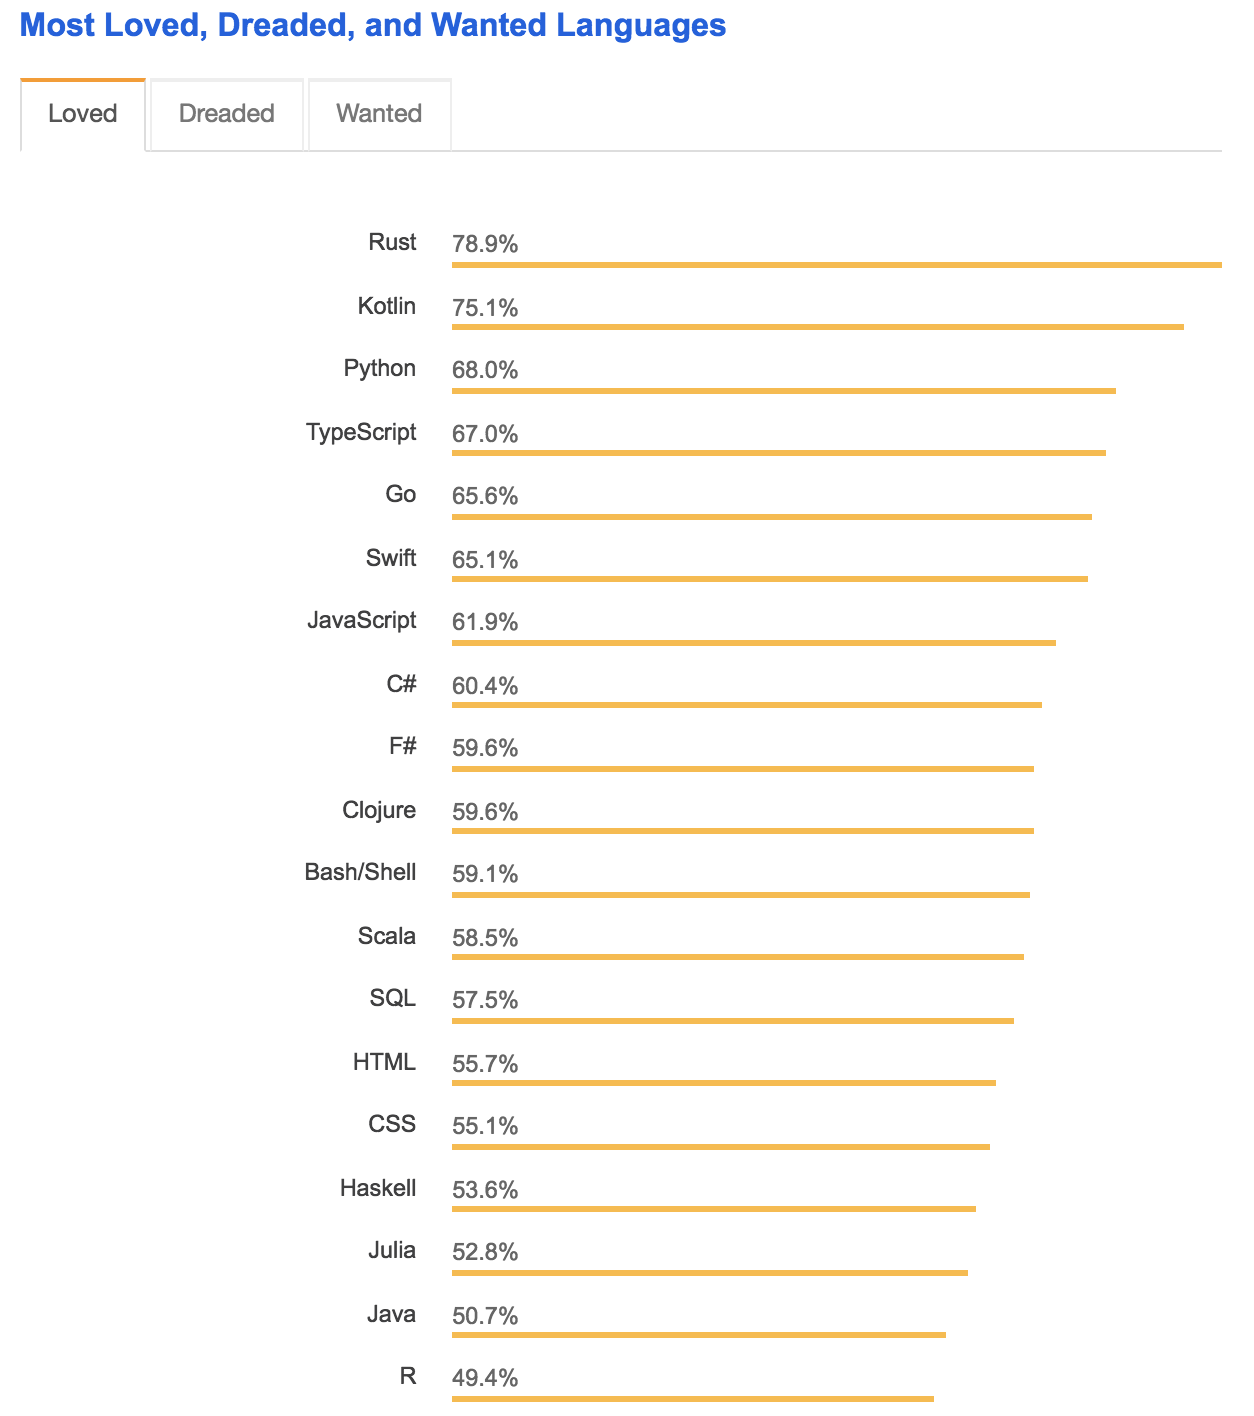 Most Loved, Dreaded, and Wanted Languages
Loved Dreaded Wanted
Rust 78.9%
Kotlin 75.1%
Python 68.0%
TypeScript 67.0%
Go 65.6%
Swift 65.1%
JavaScript 61.9%
C# 60.4%
F# 59.6%
Clojure 59.6%
Bash/Shell 59.1%
Scala 58.5%
SQL 57.5%
HTML 55.7%
CSS 55.1%
Haskell 53.6%
Julia 52.8%
Java 50.7%
R 49.4%